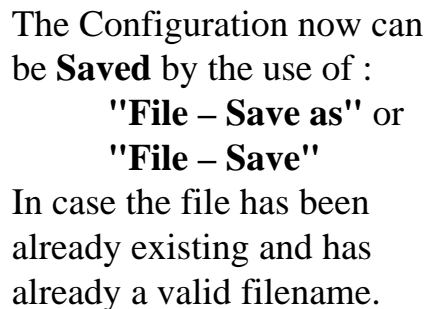 The Configuration now can
be Saved by the use of :
"File – Save as" or
"File – Save"
In case the file has been
already existing and has
already a valid filename.